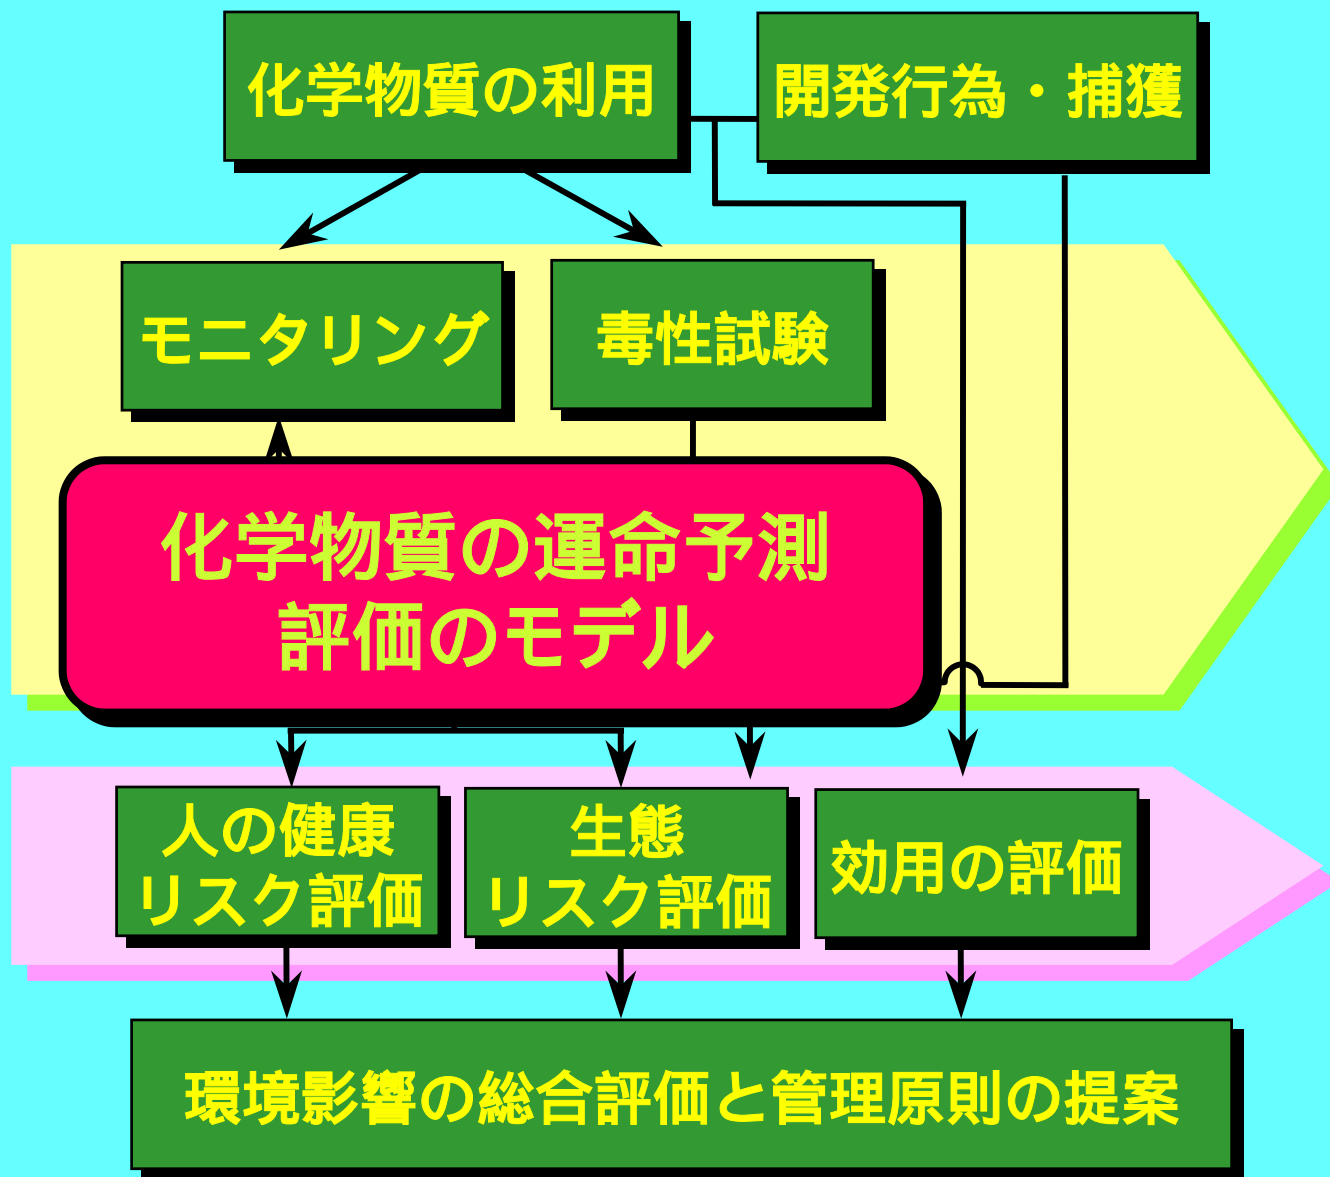 化学物質の利用
開発行為・捕獲
モニタリング
毒性試験
化学物質の運命予測
評価のモデル
人の健康
リスク評価
生態
リスク評価
効用の評価
環境影響の総合評価と管理原則の提案